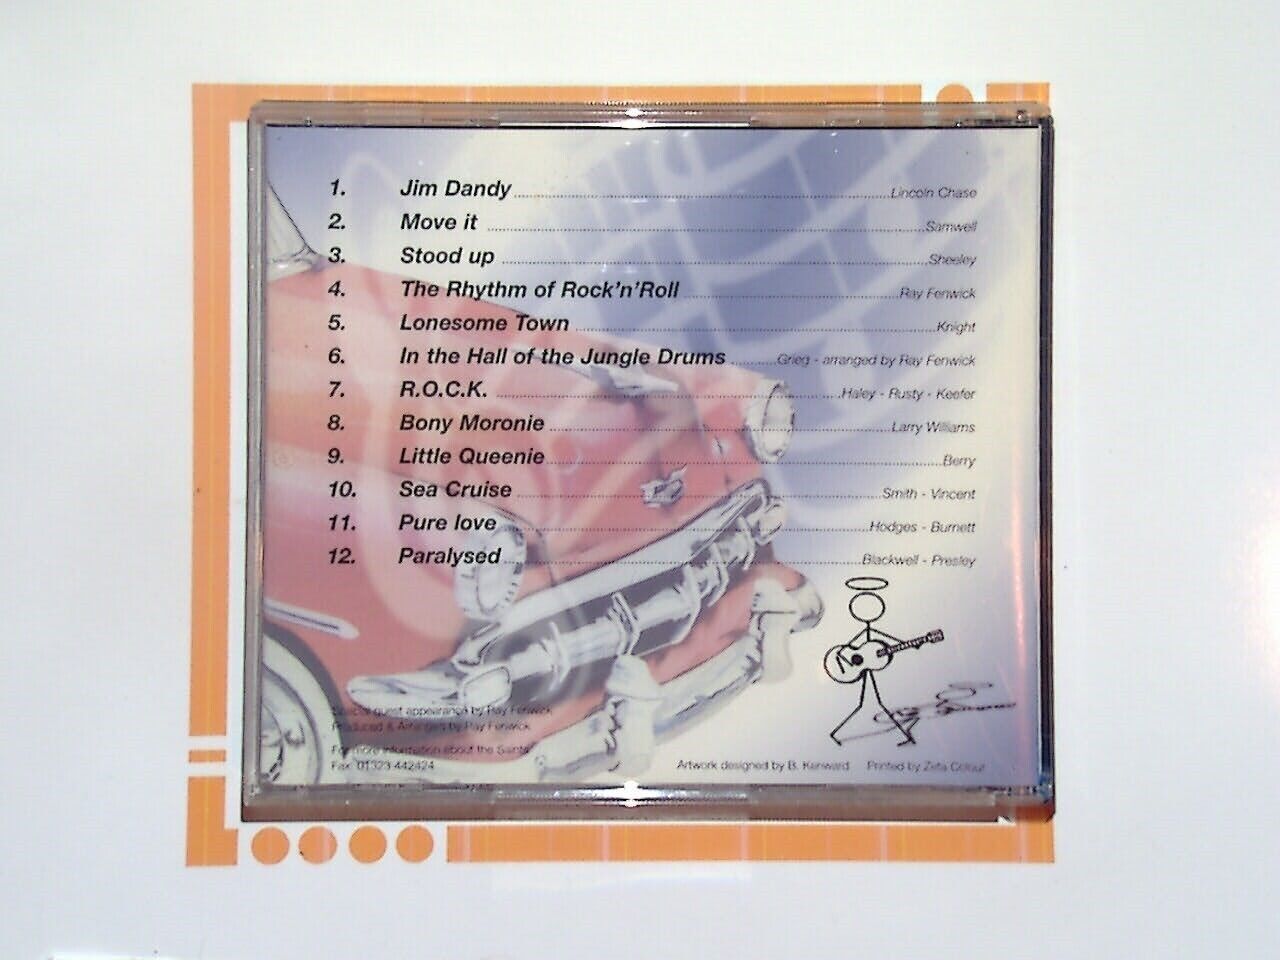 1. Jim Dandy Lincoln Chase
2. Move it Samwell
3. Stood up Sheeley
4. The Rhythm of Rock'n'Roll Ray Fenwick
5. Lonesome Town Knight
6. In the Hall of the Jungle Drums Grieg - arranged by Ray Fenwick
7. R.O.C.K. Haley - Rusty - Keefer
8. Bony Moronie Larry Williams
9. Little Queenie Berry
10. Sea Cruise Smith - Vincent
11. Pure love Hodges - Burnett
12. Paralysed Blackwell - Presley
Special guest appearance by Ray Fenwick
Produced & Arranged by Ray Fenwick
For more information about the Saints
Fax: 01323 442424
Artwork designed by B. Kenward Printed by Zeta Colour